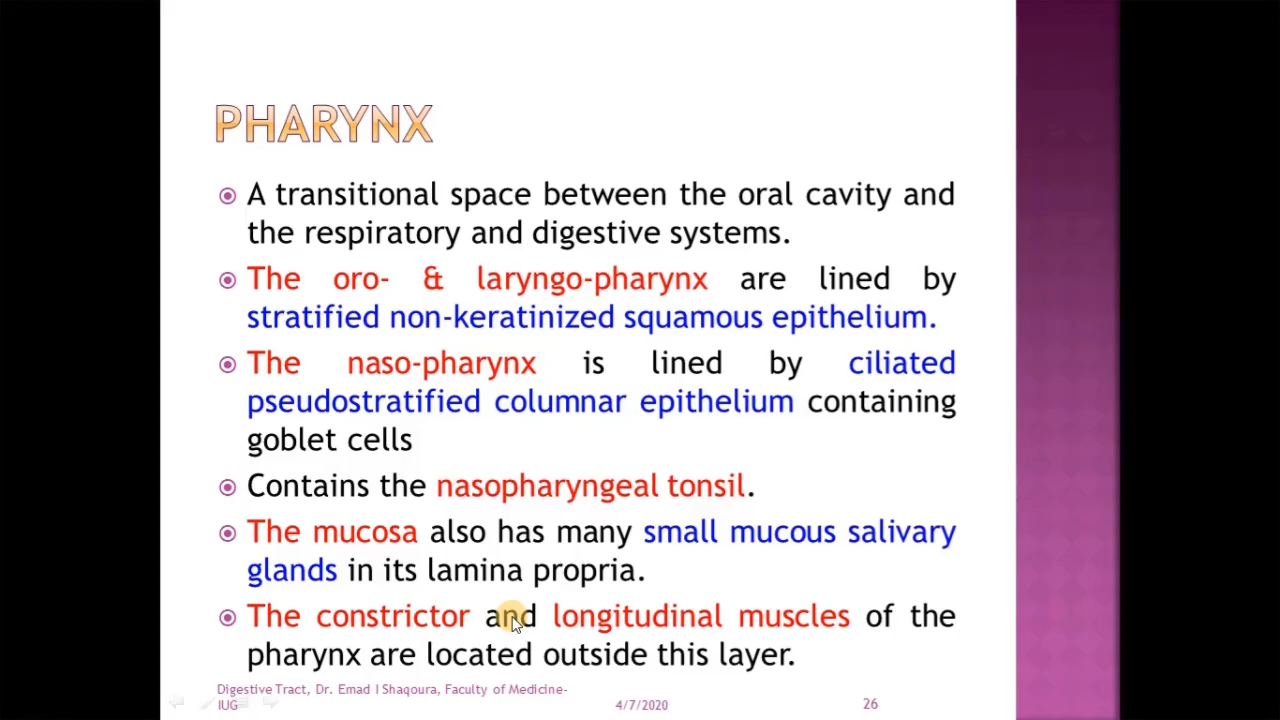 PHARYNX
A transitional space between the oral cavity and
the respiratory and digestive systems.
The oro- & laryngo-pharynx are lined by
stratified non-keratinized squamous epithelium.
The naso-pharynx is lined by ciliated
pseudostratified columnar epithelium containing
goblet cells
Contains the nasopharyngeal tonsil.
The mucosa also has many small mucous salivary
glands in its lamina propria.
The constrictor and longitudinal muscles of the
pharynx are located outside this layer.
Digestive Tract, Dr. Emad I Shaqoura, Faculty of Medicine-
IUG 4/7/2020 26